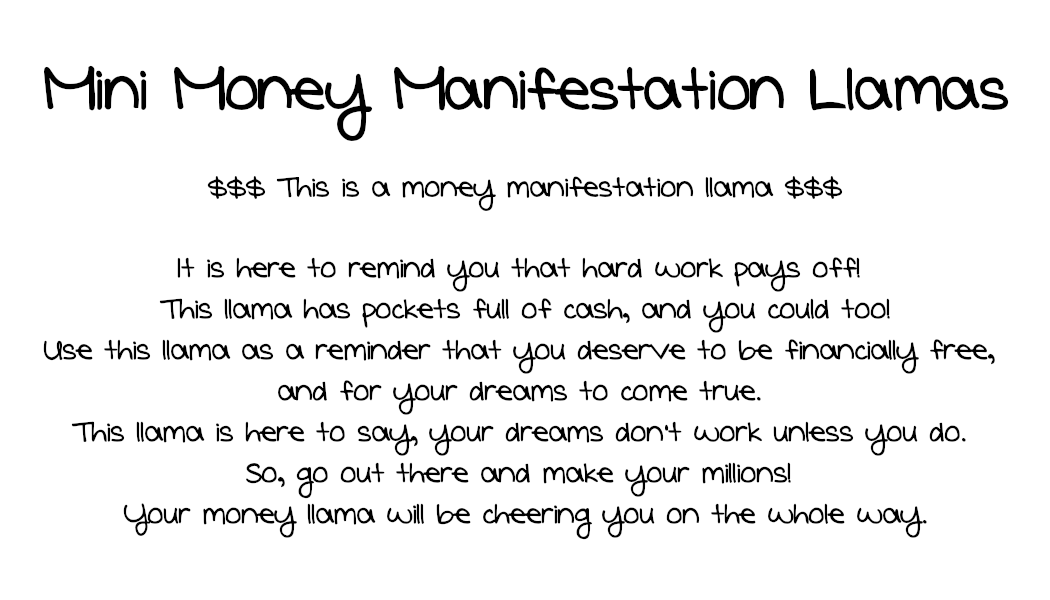 Mini Money Manifestation Llamas
$$$ This is a money manifestation llama $$$
It is here to remind you that hard work pays off!
This llama has pockets full of cash, and you could too!
Use this llama as a reminder that you deserve to be financially free,
and for your dreams to come true.
This llama is here to say, your dreams don't work unless you do.
So, go out there and make your millions!
Your money llama will be cheering you on the whole way.